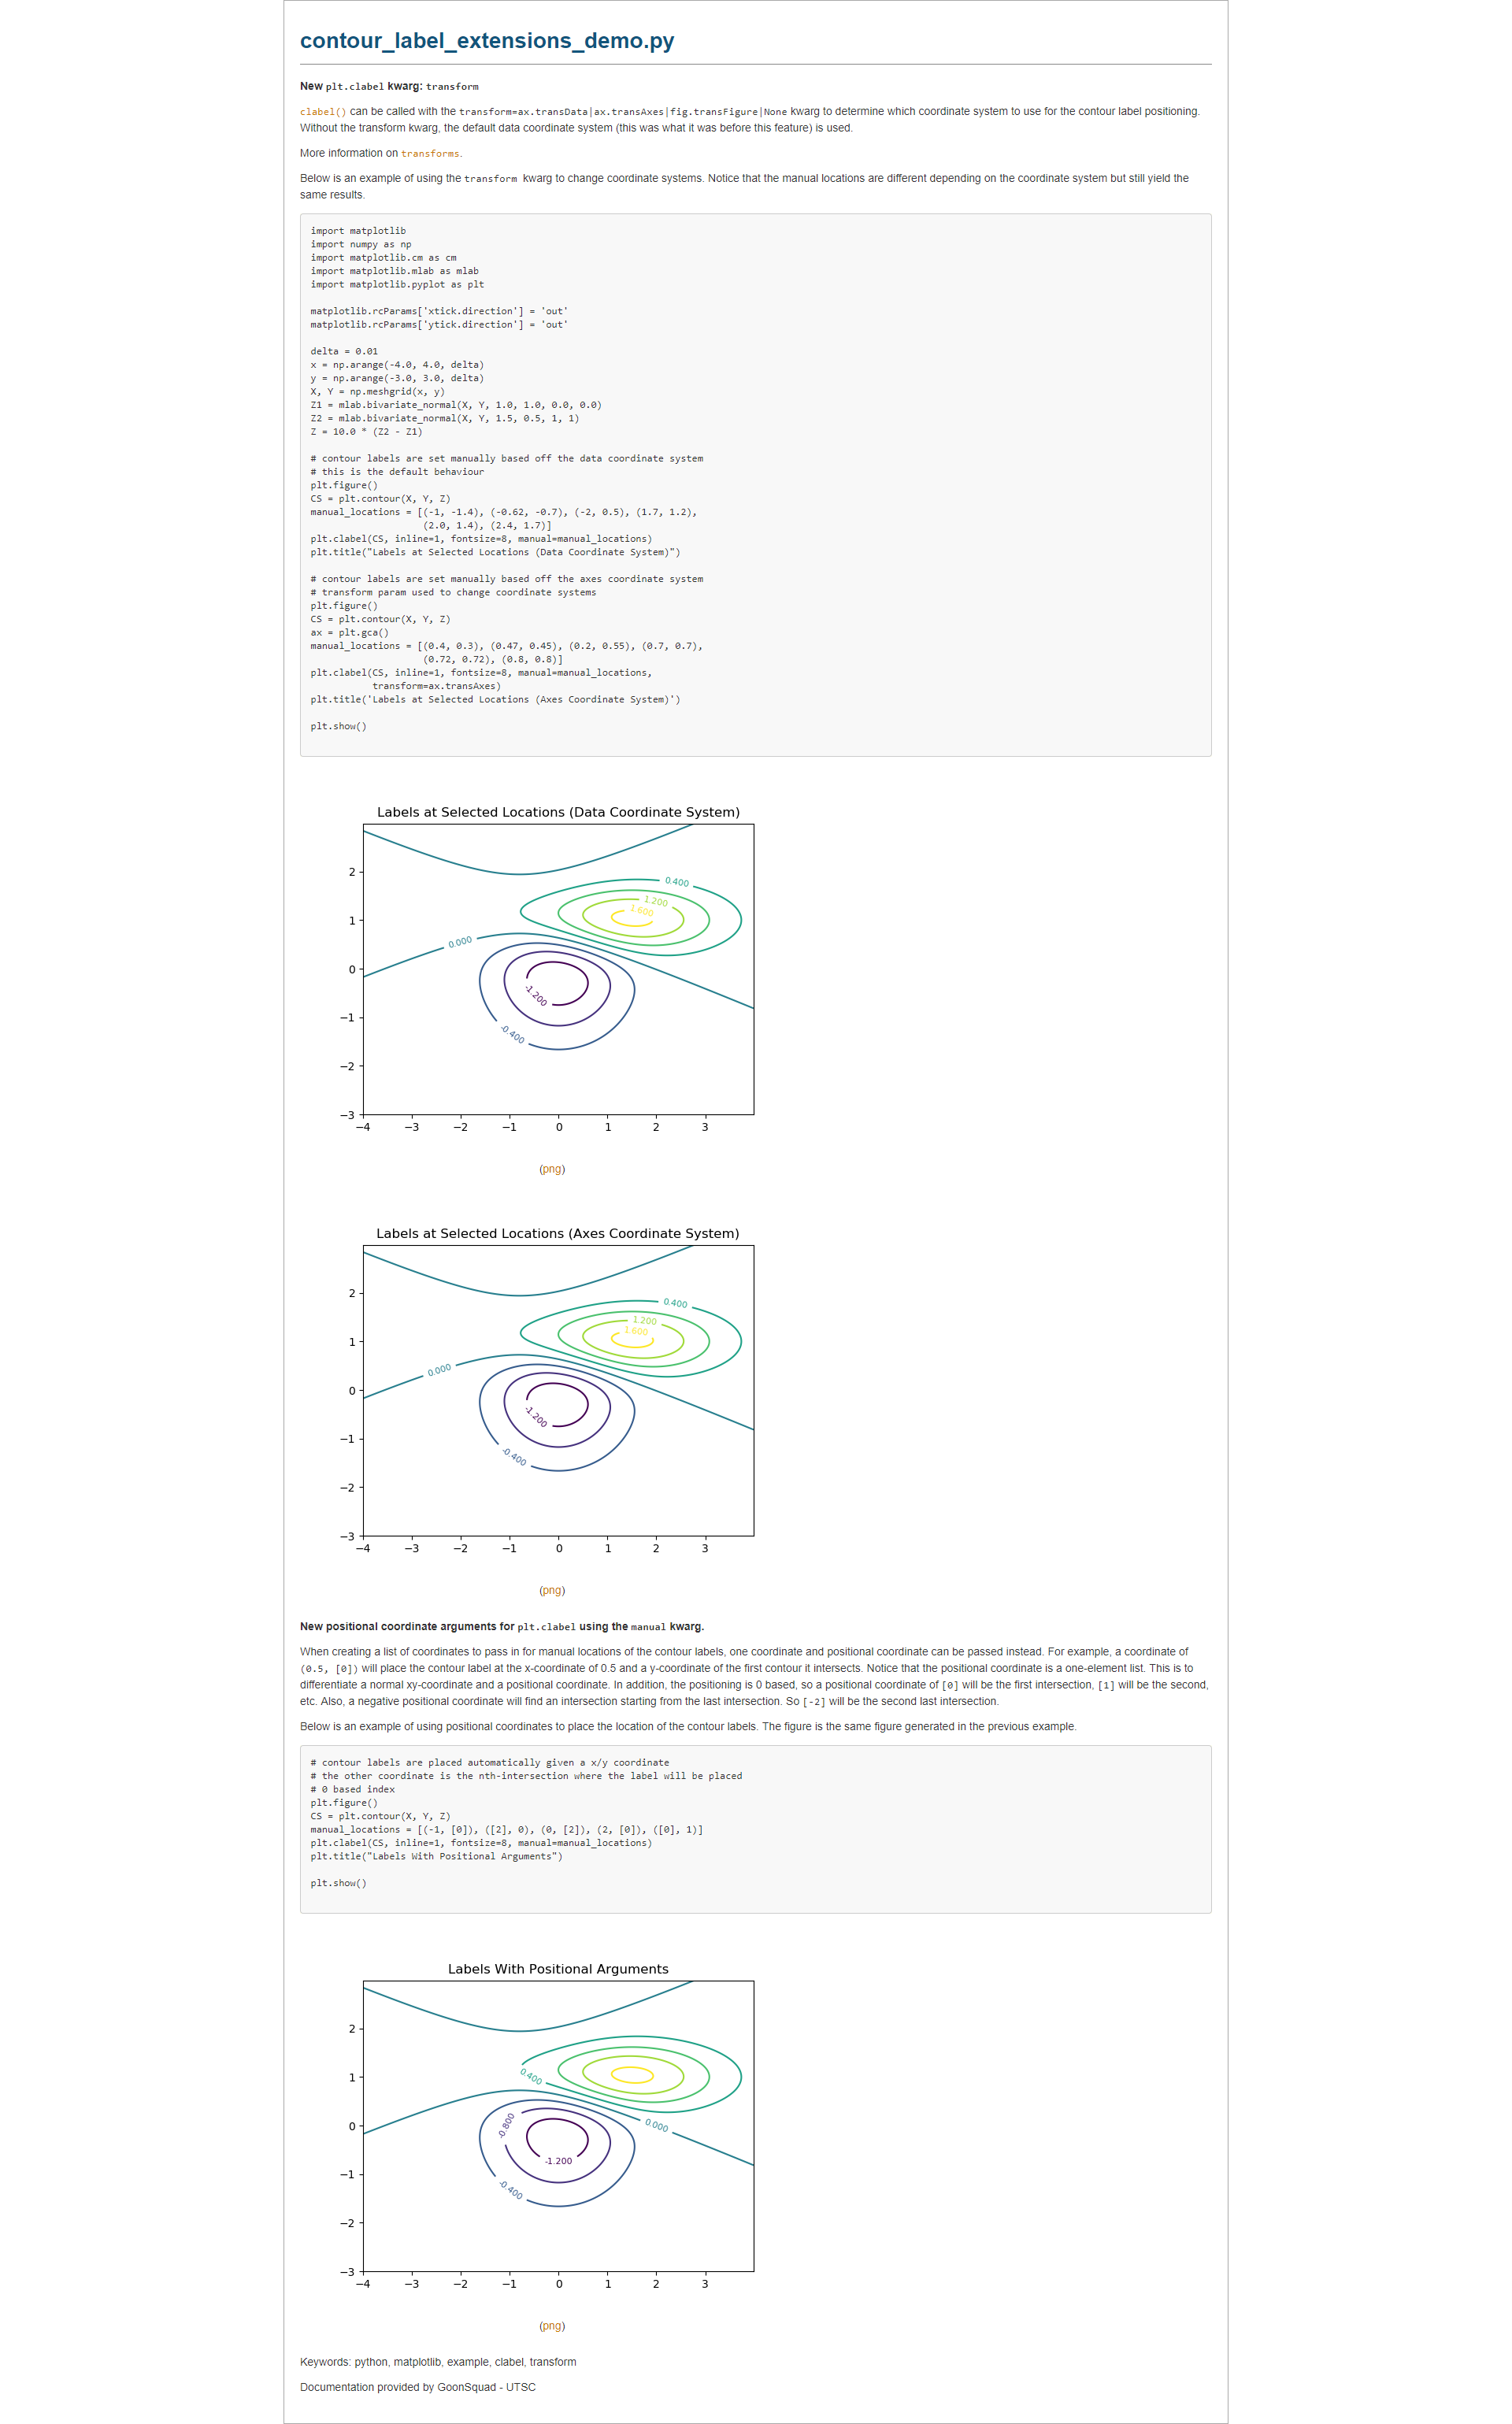 contour_label_extensions_demo.py
New plt.clabel kwarg: transform
clabel() can be called with the transform=ax.transData|ax.transAxes|fig.transFigure|None kwarg to determine which coordinate system to use for the contour label positioning.
Without the transform kwarg, the default data coordinate system (this was what it was before this feature) is used.
More information on transforms.
Below is an example of using the transform kwarg to change coordinate systems. Notice that the manual locations are different depending on the coordinate system but still yield the
same results.
import matplotlib
import numpy as np
import matplotlib.cm as cm
import matplotlib.mlab as mlab
import matplotlib.pyplot as plt
matplotlib.rcParams['xtick.direction'] = 'out'
matplotlib.rcParams['ytick.direction'] = 'out'
delta = 0.01
x = np.arange(-4.0, 4.0, delta)
y = np.arange(-3.0, 3.0, delta)
X, Y = np.meshgrid(x, y)
Z1 = mlab.bivariate_normal(X, Y, 1.0, 1.0, 0.0, 0.0)
Z2 = mlab.bivariate_normal(X, Y, 1.5, 0.5, 1, 1)
Z = 10.0 * (Z2 - Z1)
# contour labels are set manually based off the data coordinate system
# this is the default behaviour
plt.figure()
CS = plt.contour(X, Y, Z)
manual_locations = [(-1, -1.4), (-0.62, -0.7), (-2, 0.5), (1.7, 1.2),
(2.0, 1.4), (2.4, 1.7)]
plt.clabel(CS, inline=1, fontsize=8, manual=manual_locations)
plt.title("Labels at Selected Locations (Data Coordinate System)")
# contour labels are set manually based off the axes coordinate system
# transform param used to change coordinate systems
plt.figure()
CS = plt.contour(X, Y, Z)
ax = plt.gca()
manual_locations = [(0.4, 0.3), (0.47, 0.45), (0.2, 0.55), (0.7, 0.7),
(0.72, 0.72), (0.8, 0.8)]
plt.clabel(CS, inline=1, fontsize=8, manual=manual_locations,
transform=ax.transAxes)
plt.title('Labels at Selected Locations (Axes Coordinate System)')
plt.show()
Labels at Selected Locations (Data Coordinate System)
2
0.400
1.200
1.600
1
0.000
0
-1.200
−1
-0.400
−2
−3
−4 −3 −2 −1 0 1 2 3
(png)
Labels at Selected Locations (Axes Coordinate System)
2
0.400
1.200
1.600
1
0.000
0
-1.200
−1
-0.400
−2
−3
−4 −3 −2 −1 0 1 2 3
(png)
New positional coordinate arguments for plt.clabel using the manual kwarg.
When creating a list of coordinates to pass in for manual locations of the contour labels, one coordinate and positional coordinate can be passed instead. For example, a coordinate of
(0.5, [0]) will place the contour label at the x-coordinate of 0.5 and a y-coordinate of the first contour it intersects. Notice that the positional coordinate is a one-element list. This is to
differentiate a normal xy-coordinate and a positional coordinate. In addition, the positioning is 0 based, so a positional coordinate of [0] will be the first intersection, [1] will be the second,
etc. Also, a negative positional coordinate will find an intersection starting from the last intersection. So [-2] will be the second last intersection.
Below is an example of using positional coordinates to place the location of the contour labels. The figure is the same figure generated in the previous example.
# contour labels are placed automatically given a x/y coordinate
# the other coordinate is the nth-intersection where the label will be placed
# 0 based index
plt.figure()
CS = plt.contour(X, Y, Z)
manual_locations = [(-1, [0]), ([2], 0), (0, [2]), (2, [0]), ([0], 1)]
plt.clabel(CS, inline=1, fontsize=8, manual=manual_locations)
plt.title("Labels With Positional Arguments")
plt.show()
Labels With Positional Arguments
2
1
0.400
0
-0.800
0.000
-1.200
−1
-0.400
−2
−3
−4 −3 −2 −1 0 1 2 3
(png)
Keywords: python, matplotlib, example, clabel, transform
Documentation provided by GoonSquad - UTSC